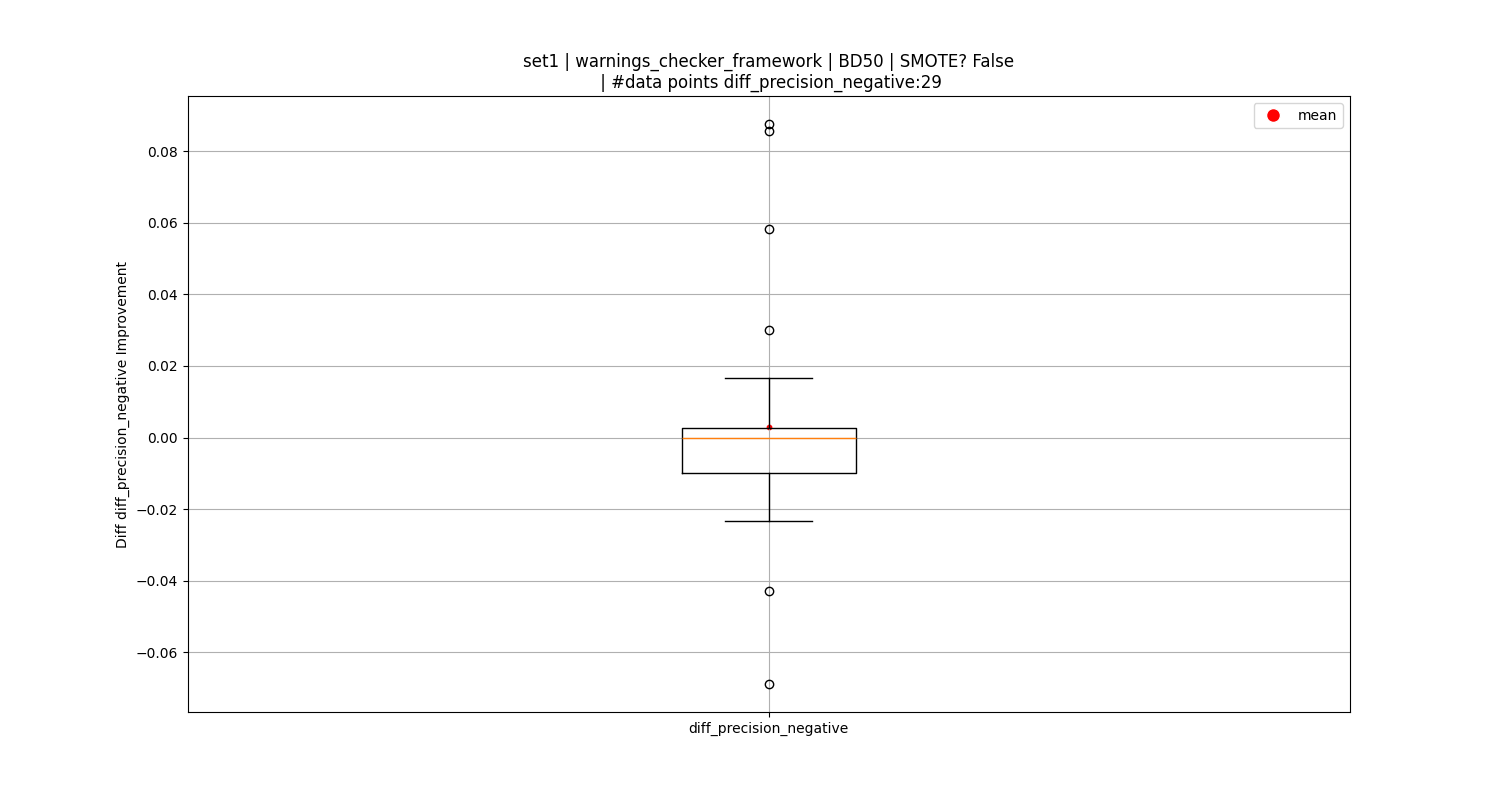 set1 | warnings_checker_framework | BD50 | SMOTE? False
| #data points diff_precision_negative:29
mean
0.08
0.06
0.04
0.02
0.00
−0.02
−0.04
−0.06
Diff diff_precision_negative Improvement
diff_precision_negative